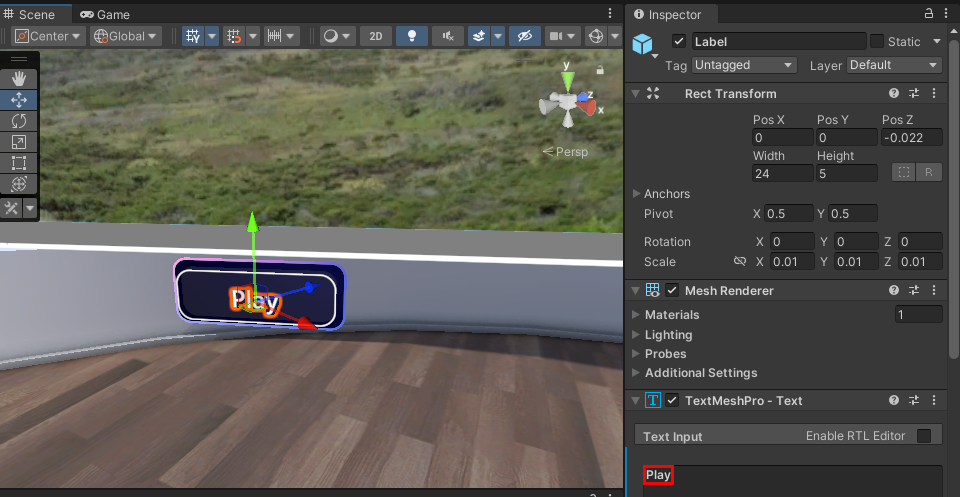 Scene Game
Center Global 2D
y
z
x
Persp
Play
Inspector
Label Static
Tag Untagged Layer Default
Rect Transform
Pos X Pos Y Pos Z
0 0 -0.022
Width Height
24 5 R
Anchors
Pivot X 0.5 Y 0.5
Rotation X 0 Y 0 Z 0
Scale X 0.01 Y 0.01 Z 0.01
Mesh Renderer
Materials 1
Lighting
Probes
Additional Settings
T TextMeshPro - Text
Text Input Enable RTL Editor
Play